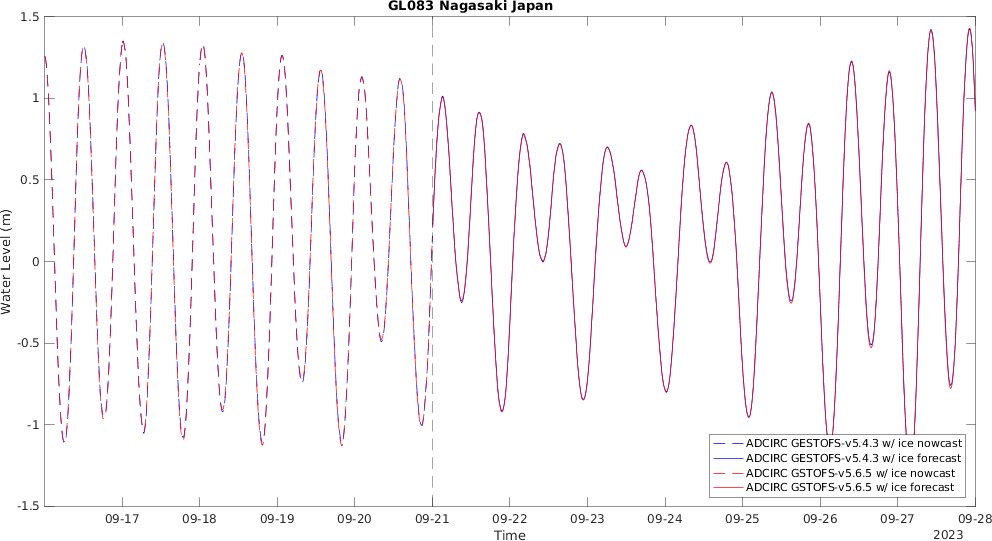 GL083 Nagasaki Japan
Water Level (m)
1.5
1
0.5
0
-0.5
-1
-1.5
09-17
09-18
09-19
09-20
09-21
09-22
09-23
09-24
09-25
09-26
09-27
09-28
Time
2023
ADCIRC GESTOFS-v5.4.3 w/ ice nowcast
ADCIRC GESTOFS-v5.4.3 w/ ice forecast
ADCIRC GSTOFS-v5.6.5 w/ ice nowcast
ADCIRC GSTOFS-v5.6.5 w/ ice forecast